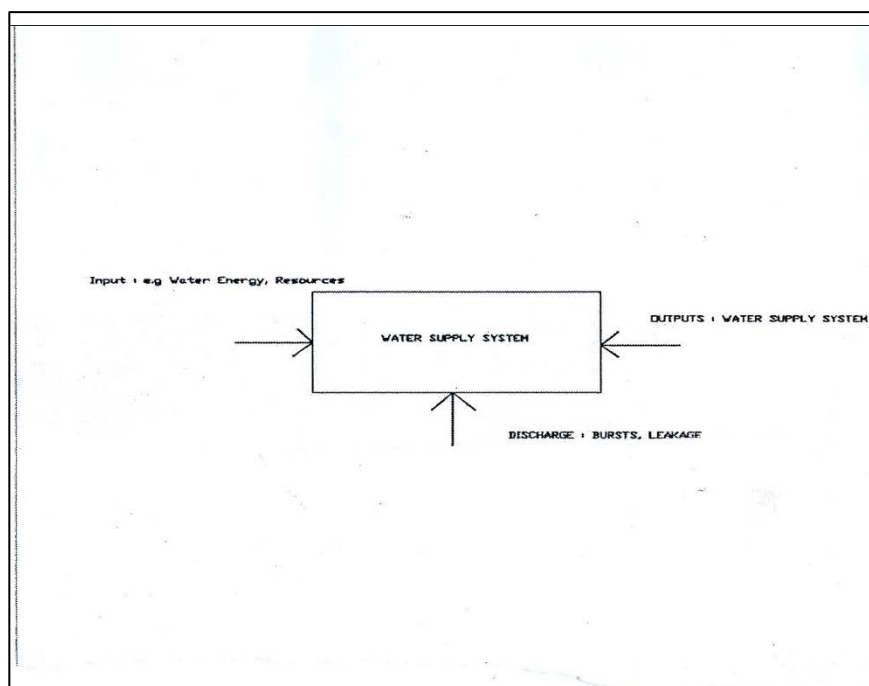 Input : e.g Water Energy, Resources
OUTPUTS : WATER SUPPLY SYSTEM
WATER SUPPLY SYSTEM
DISCHARGE : BURSTS, LEAKAGE